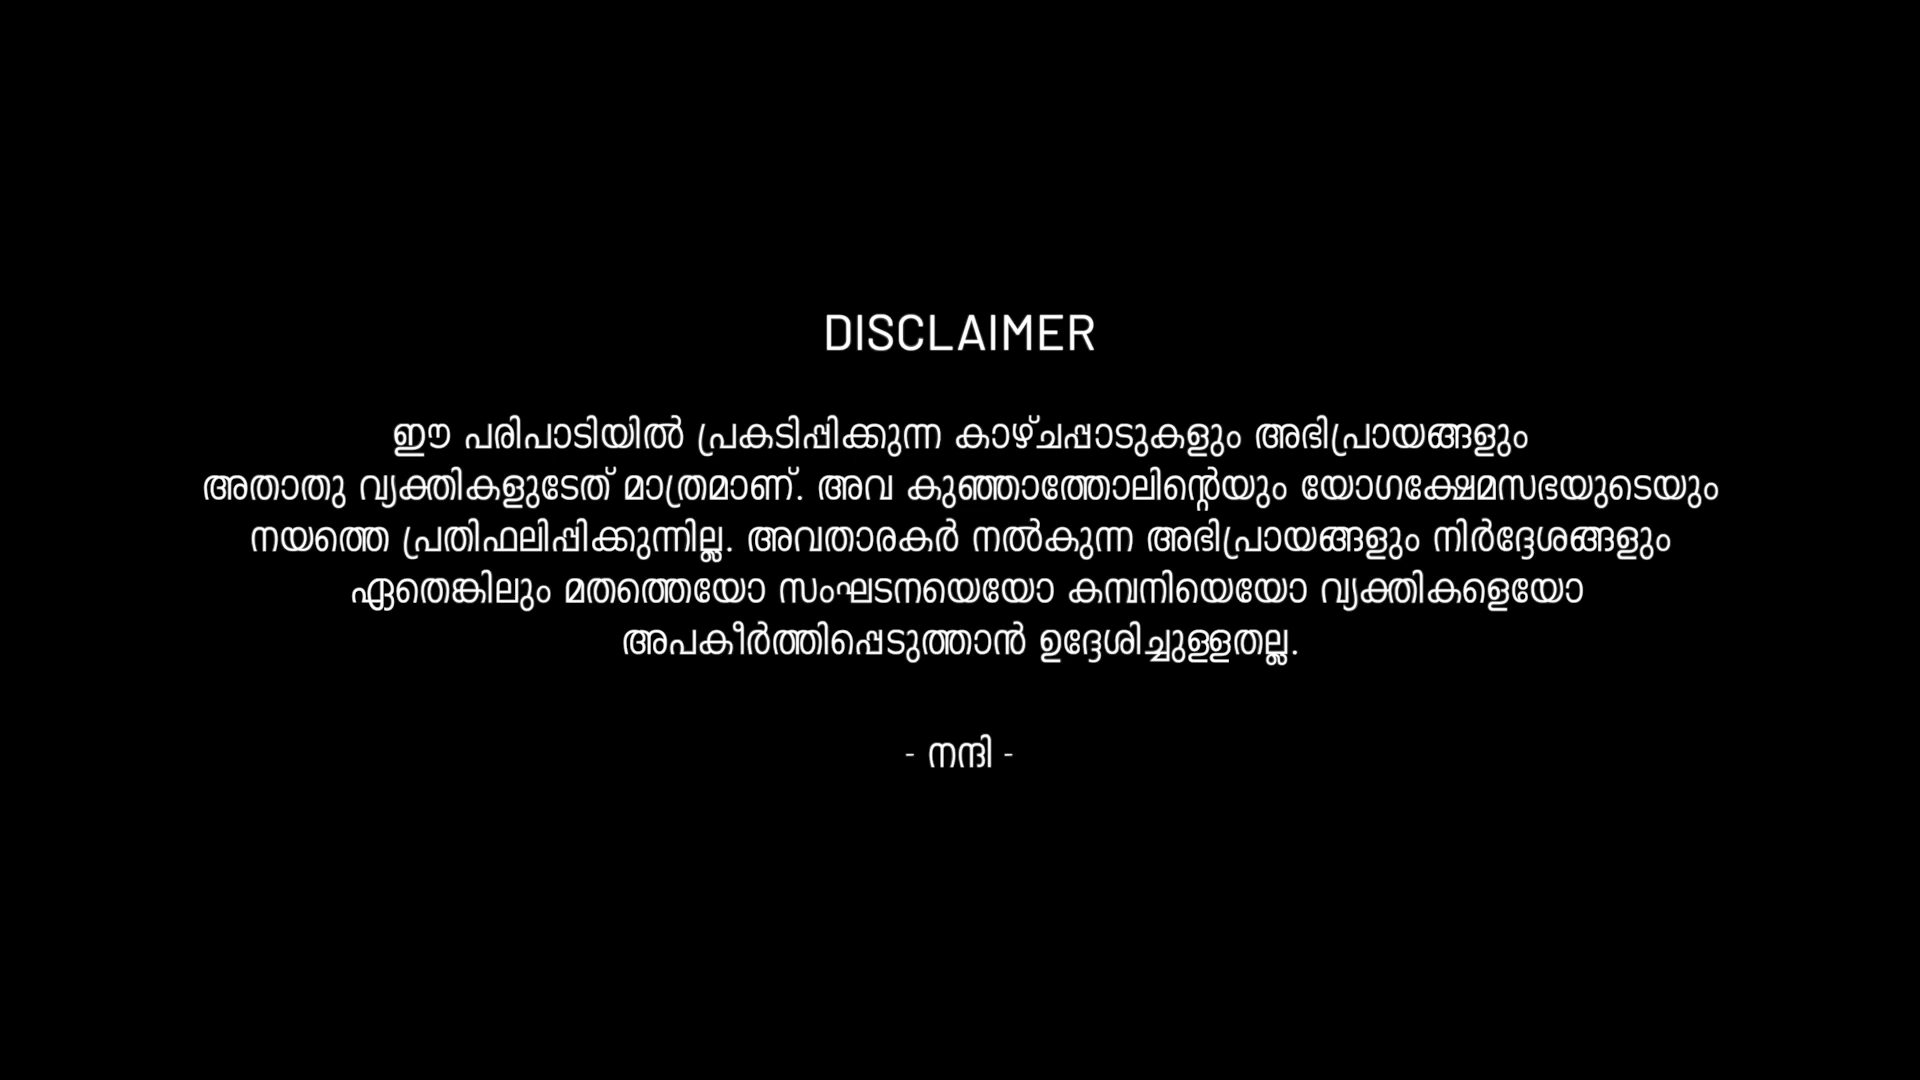 DISCLAIMER
ഈ പരിപാടിയിൽ പ്രകടിപ്പിക്കുന്ന കാഴ്ചപ്പാടുകളും അഭിപ്രായങ്ങളും
അതാതു വ്യക്തികളുടേത് മാത്രമാണ്. അവ കുഞ്ഞാത്തോലിന്റെയും യോഗക്ഷേമസഭയുടെയും
നയത്തെ പ്രതിഫലിപ്പിക്കുന്നില്ല. അവതാരകർ നൽകുന്ന അഭിപ്രായങ്ങളും നിർദ്ദേശങ്ങളും
ഏതെങ്കിലും മതത്തെയോ സംഘടനയെയോ കമ്പനിയെയോ വ്യക്തികളെയോ
അപകീർത്തിപ്പെടുത്താൻ ഉദ്ദേശിച്ചുള്ളതല്ല.
- നന്ദി -